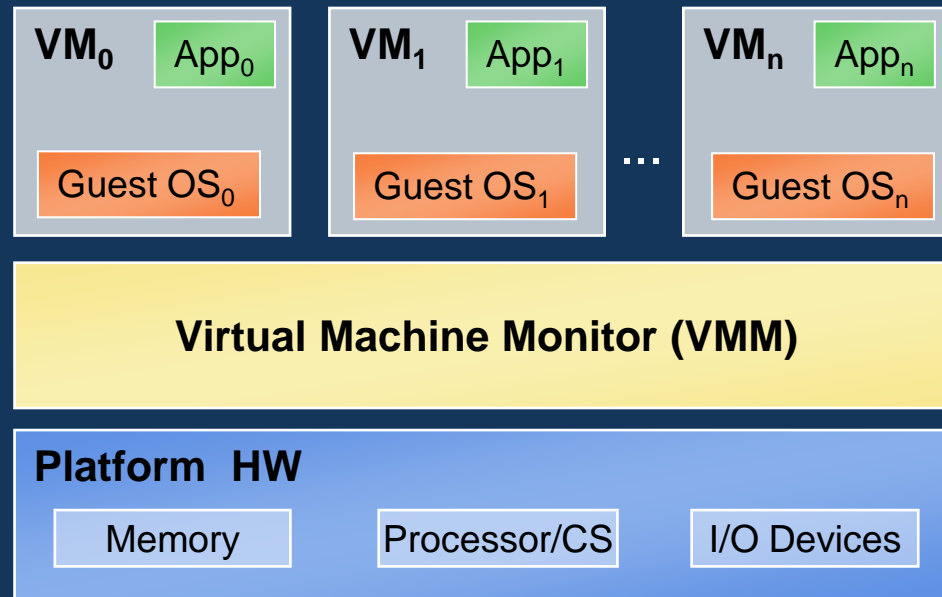 VM₀ App₀ VM₁ App₁ VMₙ Appₙ
Guest OS₀ Guest OS₁ ... Guest OSₙ
Virtual Machine Monitor (VMM)
Platform HW
Memory Processor/CS I/O Devices